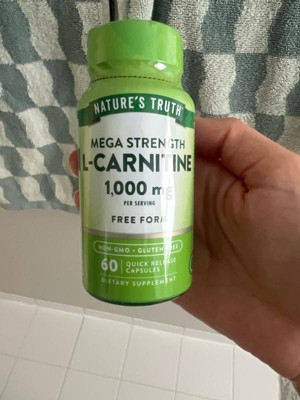 NATURE'S TRUTH
MEGA STRENGTH
L-CARNITINE
1,000 mg
PER SERVING
FREE FORM
NON-GMO • GLUTEN FREE
60 QUICK RELEASE
CAPSULES
DIETARY SUPPLEMENT